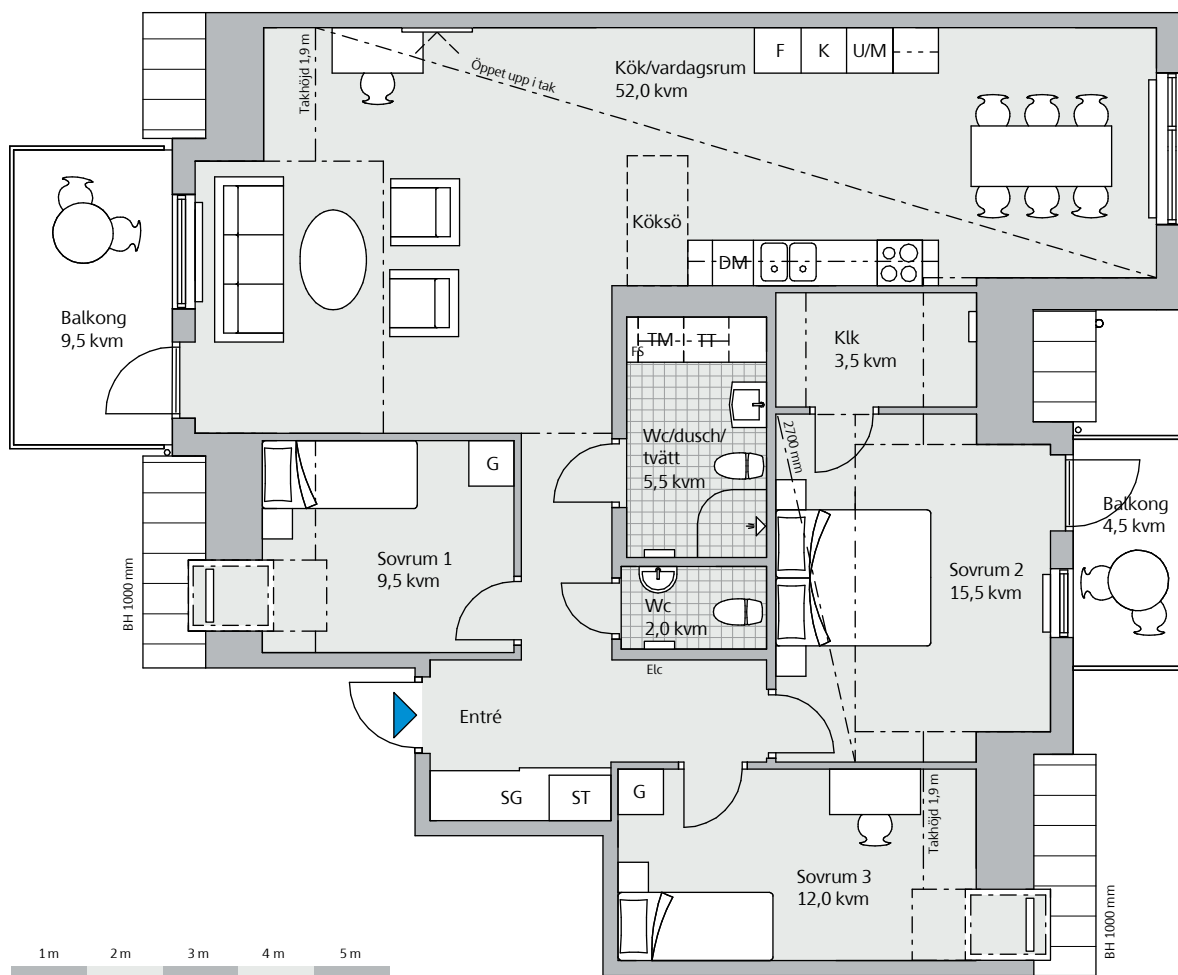 Takhöjd 1,9 m
Öppet upp i tak
Kök/vardagsrum
52,0 kvm
F
K
U/M
Köksö
DM
Balkong
9,5 kvm
TM
TT
FS
Klk
3,5 kvm
Wc/dusch/
tvätt
5,5 kvm
2700 mm
G
Sovrum 1
9,5 kvm
BH 1000 mm
Balkong
4,5 kvm
Sovrum 2
15,5 kvm
Wc
2,0 kvm
Elc
Entré
SG
ST
G
Takhöjd 1,9 m
Sovrum 3
12,0 kvm
BH 1000 mm
1 m
2 m
3 m
4 m
5 m